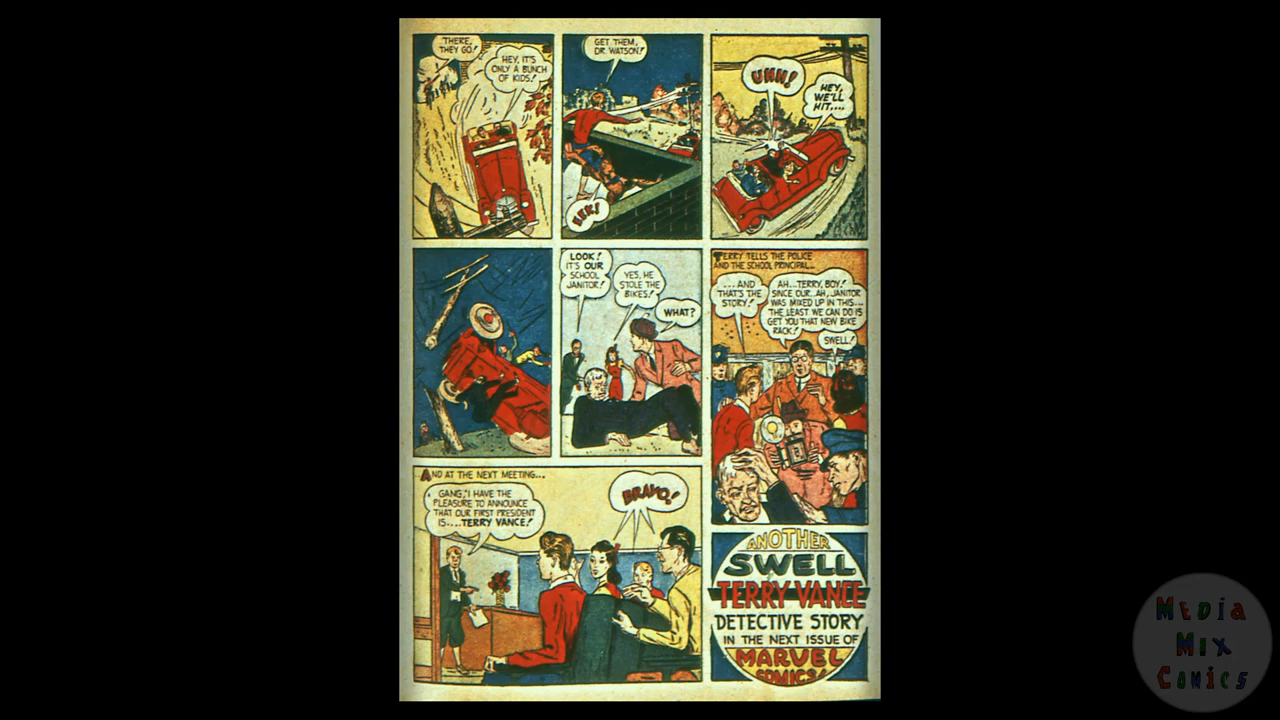 THERE,
THEY GO!
HEY, IT'S
ONLY A BUNCH
OF KIDS!
GET THEM,
DR. WATSON!
EEK!
UHH!
HEY,
WE'LL
HIT....
LOOK!
IT'S OUR
SCHOOL
JANITOR!
YES, HE
STOLE THE
BIKES!
WHAT?
TERRY TELLS THE POLICE
AND THE SCHOOL PRINCIPAL...
...AND
THAT'S THE
STORY!
AH...TERRY, BOY!
SINCE OUR..AH, JANITOR
WAS MIXED UP IN THIS...
THE LEAST WE CAN DO IS
GET YOU THAT NEW BIKE
RACK!
SWELL!
AND AT THE NEXT MEETING...
GANG, I HAVE THE
PLEASURE TO ANNOUNCE
THAT OUR FIRST PRESIDENT
IS....TERRY VANCE!
BRAVO!
ANOTHER
SWELL
TERRY VANCE
DETECTIVE STORY
IN THE NEXT ISSUE OF
MARVEL
COMICS!
MEDIA
MIX
COMICS